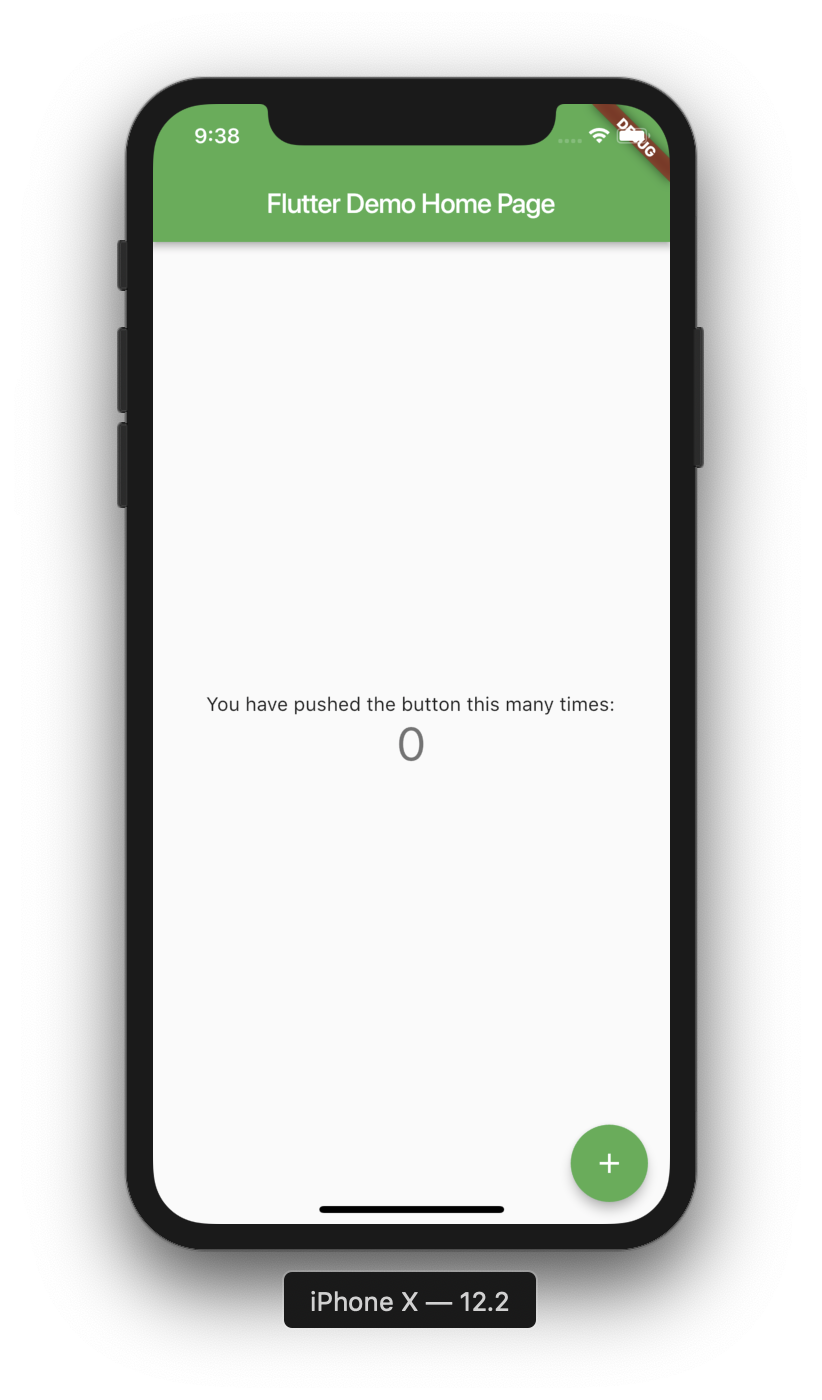 9:38
DEBUG
Flutter Demo Home Page
You have pushed the button this many times:
0
+
iPhone X — 12.2